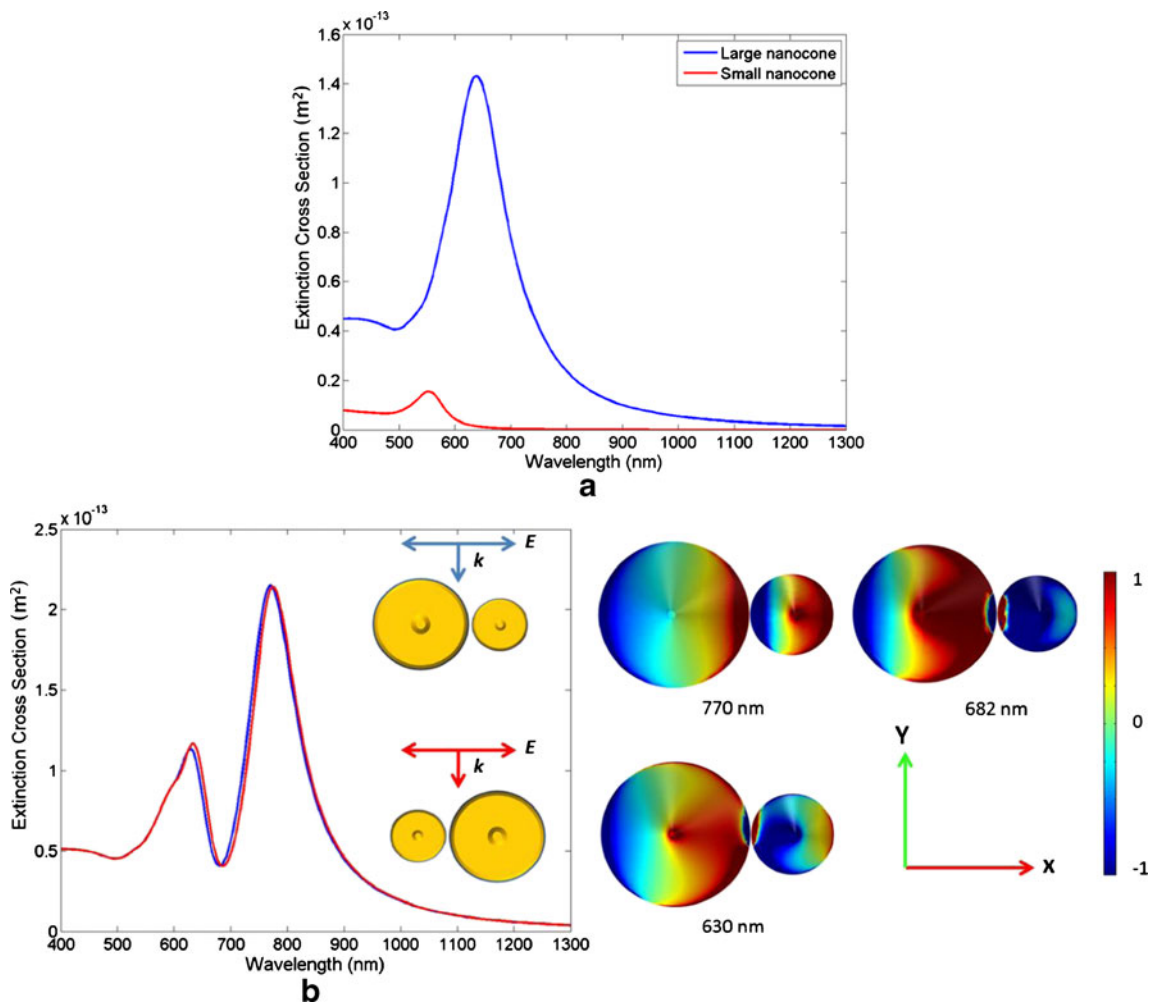 x 10⁻¹³
1.6
1.4
1.2
1
0.8
0.6
0.4
0.2
0
Extinction Cross Section (m²)
Large nanocone
Small nanocone
400 500 600 700 800 900 1000 1100 1200 1300
Wavelength (nm)
a
x 10⁻¹³
2.5
2
1.5
1
0.5
0
Extinction Cross Section (m²)
E
k
E
k
400 500 600 700 800 900 1000 1100 1200 1300
Wavelength (nm)
b
770 nm
682 nm
630 nm
Y
X
1
0
-1